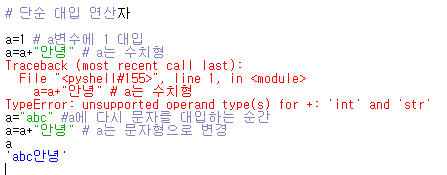 # 단순 대입 연산자
a=1 # a변수에 1 대입
a=a+"안녕" # a는 수치형
Traceback (most recent call last):
  File "<pyshell#155>", line 1, in <module>
    a=a+"안녕" # a는 수치형
TypeError: unsupported operand type(s) for +: 'int' and 'str'
a="abc" #a에 다시 문자를 대입하는 순간
a=a+"안녕" # a는 문자형으로 변경
a
'abc안녕'